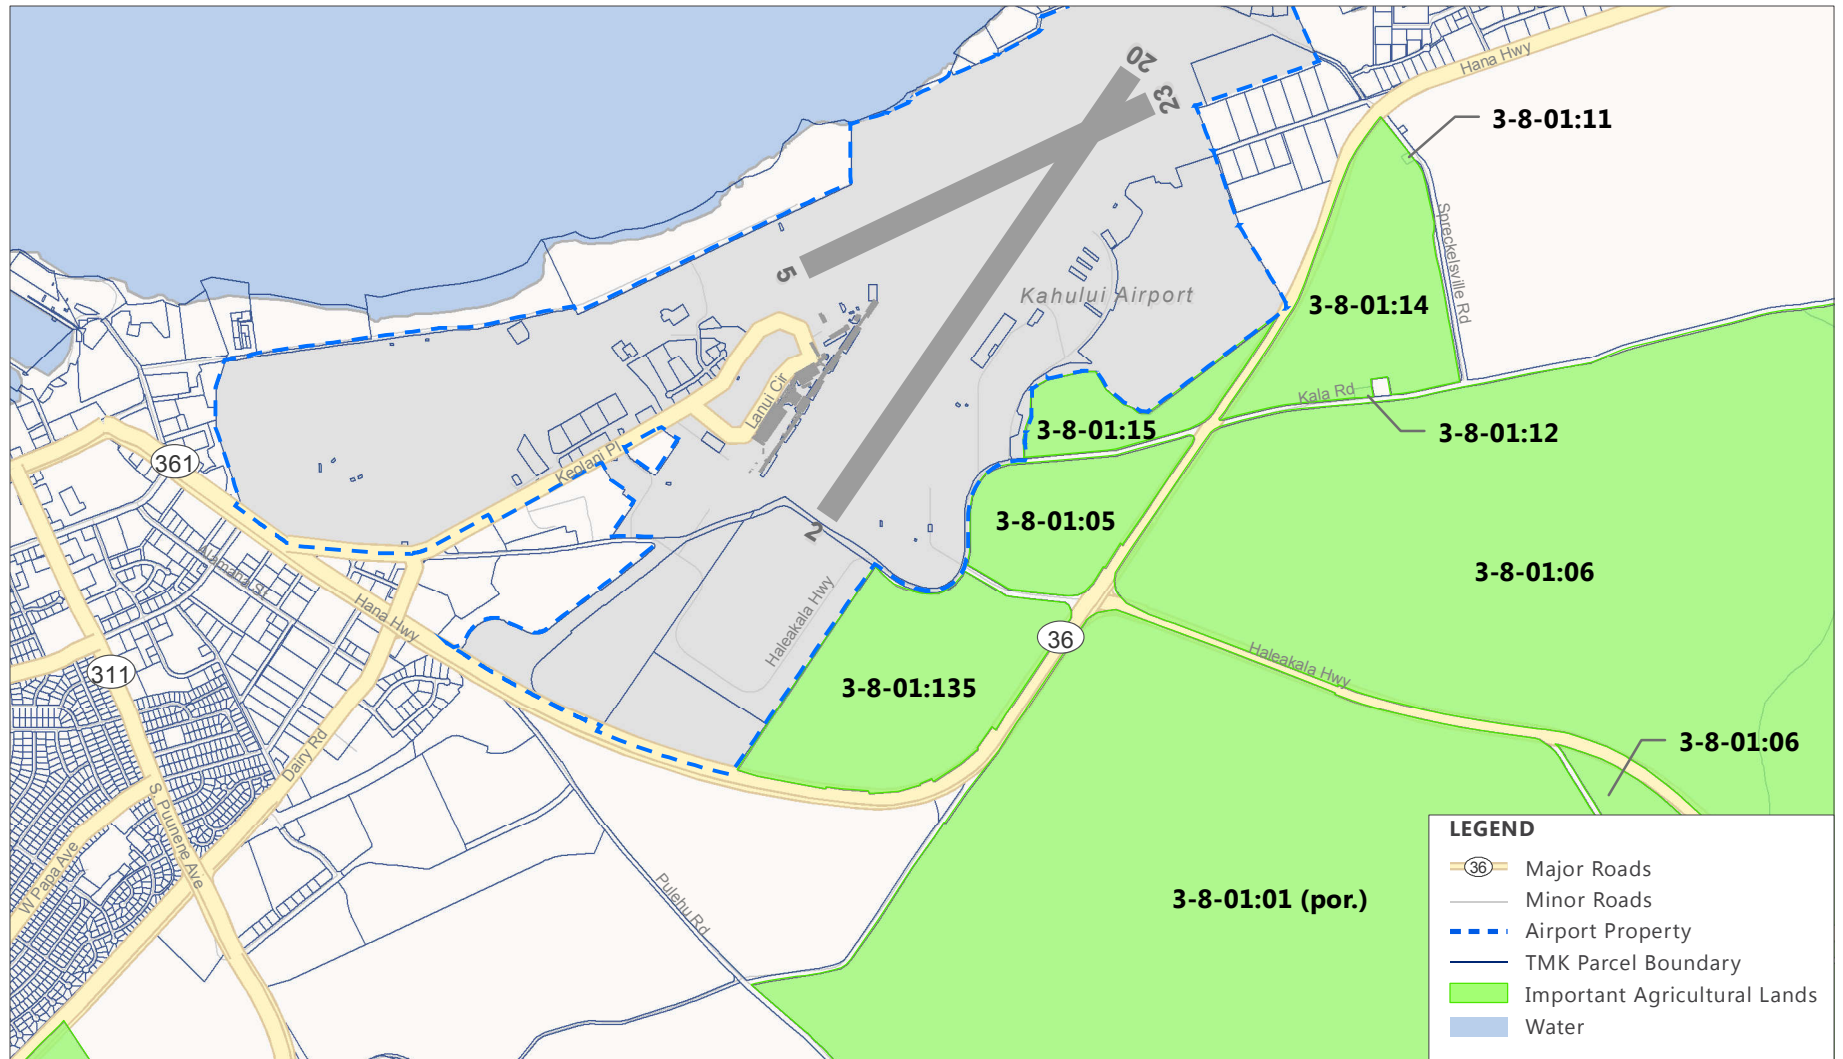 20
Hana Hwy
23
3-8-01:11
Spreckelsville Rd
5
Kahului Airport
3-8-01:14
Lanui Cir
Kala Rd
3-8-01:15
3-8-01:12
361
Keolani Pl
3-8-01:05
2
Alamaha St
3-8-01:06
Hana Hwy
Haleakala Hwy
36
311
Haleakala Hwy
3-8-01:135
Dairy Rd
3-8-01:06
S. Puunene Ave
W Papa Ave
Pulehu Rd
3-8-01:01 (por.)
LEGEND
36 Major Roads
Minor Roads
Airport Property
TMK Parcel Boundary
Important Agricultural Lands
Water